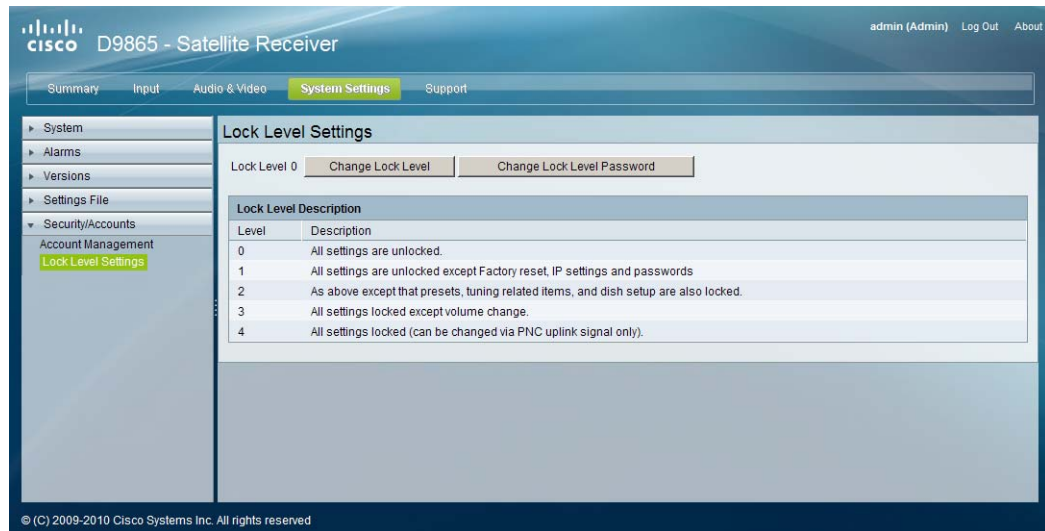 admin (Admin) Log Out About
CISCO D9865 - Satellite Receiver
Summary Input Audio & Video System Settings Support
System
Alarms
Versions
Settings File
Security/Accounts
Account Management
Lock Level Settings
Lock Level Settings
Lock Level 0 Change Lock Level Change Lock Level Password
Lock Level Description
Level Description
0 All settings are unlocked.
1 All settings are unlocked except Factory reset, IP settings and passwords
2 As above except that presets, tuning related items, and dish setup are also locked.
3 All settings locked except volume change.
4 All settings locked (can be changed via PNC uplink signal only).
© (C) 2009-2010 Cisco Systems Inc. All rights reserved